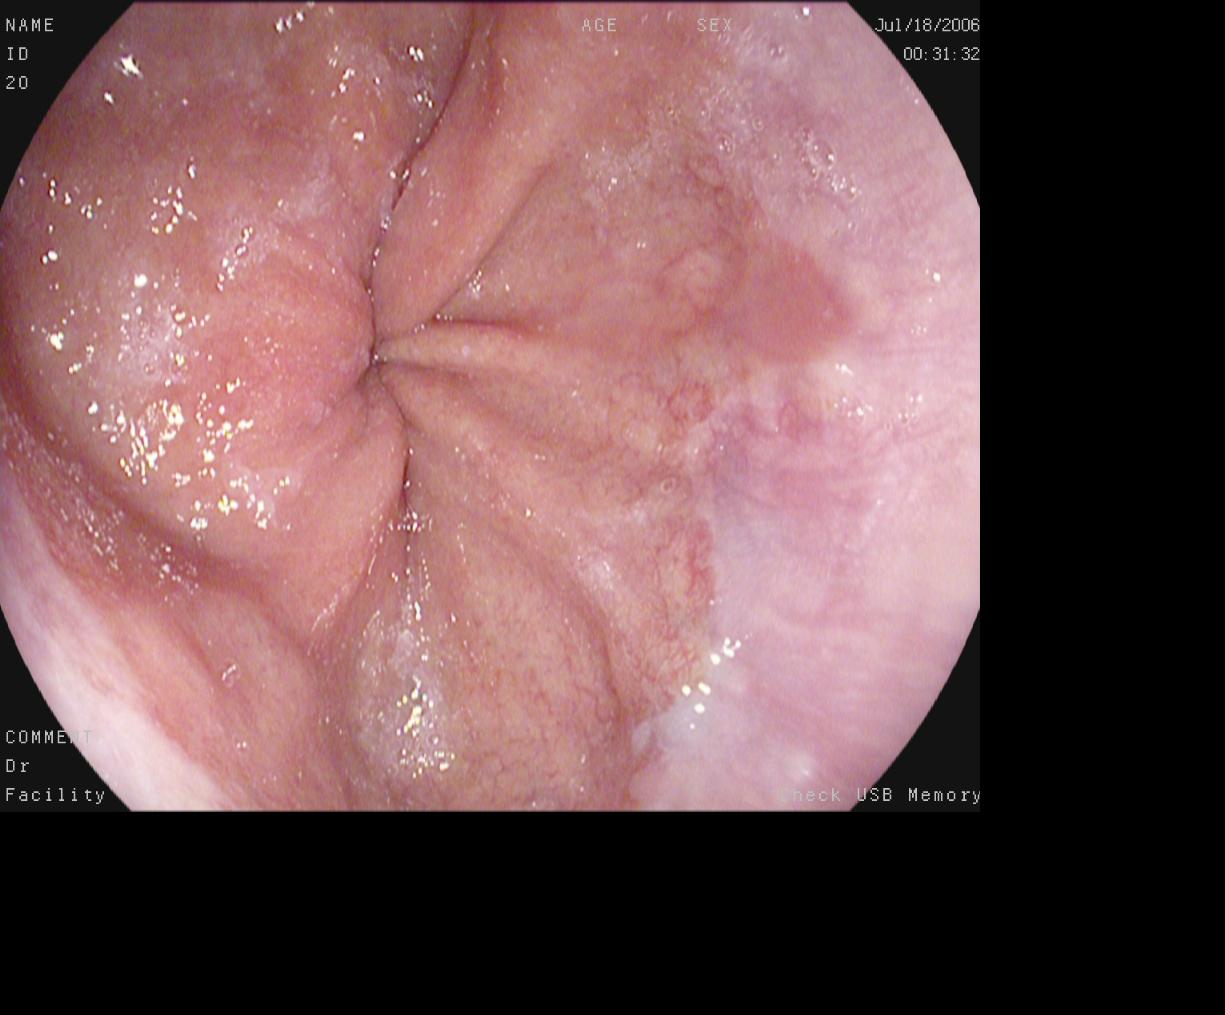 NAME AGE SEX Jul/18/2006
ID 00:31:32
20
COMMENT
Dr
Facility Check USB Memory